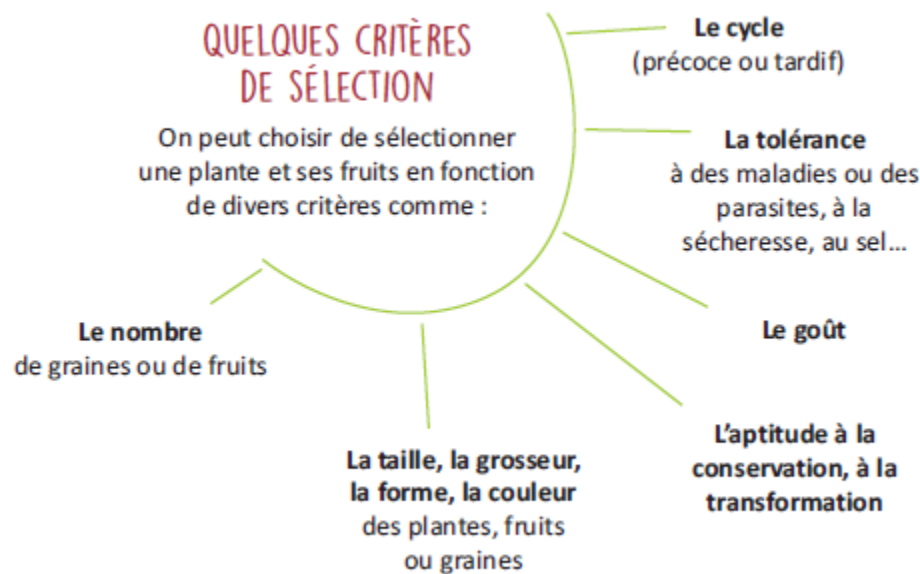 QUELQUES CRITÈRES
DE SÉLECTION
On peut choisir de sélectionner
une plante et ses fruits en fonction
de divers critères comme :
Le cycle
(précoce ou tardif)
La tolérance
à des maladies ou des
parasites, à la
sécheresse, au sel...
Le goût
L'aptitude à la
conservation, à la
transformation
La taille, la grosseur,
la forme, la couleur
des plantes, fruits
ou graines
Le nombre
de graines ou de fruits